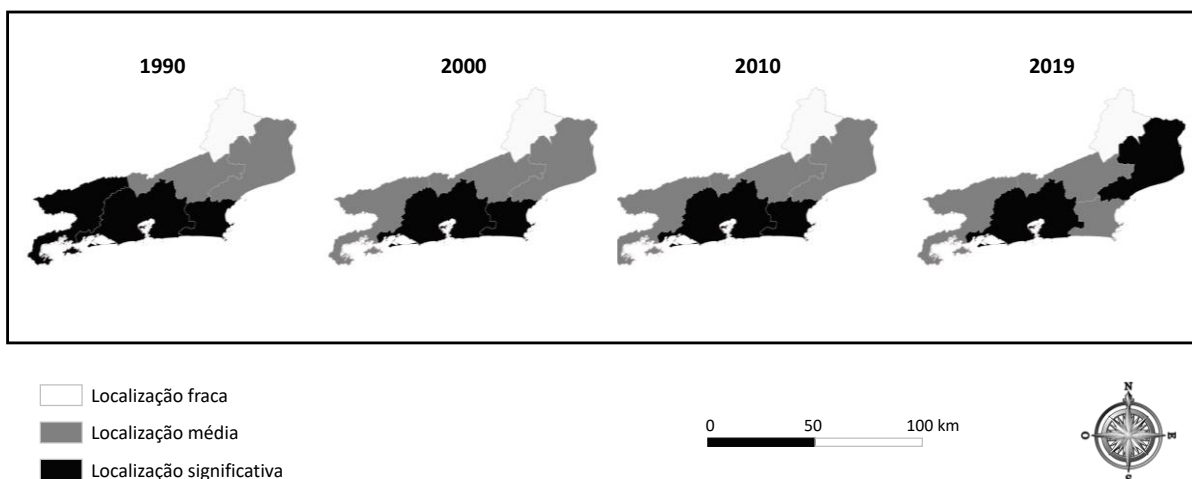 1990 2000 2010 2019
Localização fraca
Localização média
Localização significativa
0 50 100 km
N
O E
S